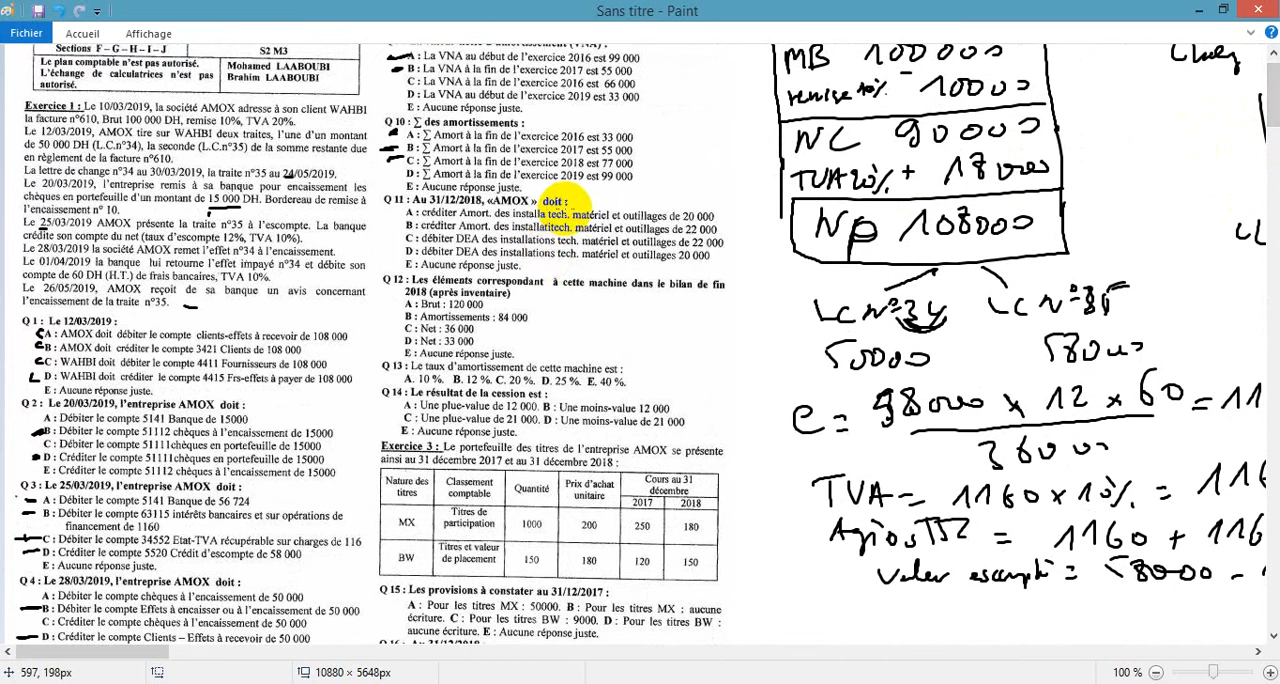 Sans titre - Paint
Fichier
Accueil
Affichage
Sections F – G – H – I – J
S2 M3
Le plan comptable n'est pas autorisé.
L'échange de calculatrices n'est pas autorisé.
Mohamed LAABOUBI
Brahim LAABOUBI
Exercice 1 : Le 10/03/2019, la société AMOX adresse à son client WAHBI
la facture n°610, Brut 100 000 DH, remise 10%, TVA 20%.
Le 12/03/2019, AMOX tire sur WAHBI deux traites, l'une d'un montant
de 50 000 DH (L.C.n°34), la seconde (L.C.n°35) de la somme restante due
en règlement de la facture n°610.
La lettre de change n°34 au 30/03/2019, la traite n°35 au 24/05/2019.
Le 20/03/2019, l'entreprise remis à sa banque pour encaissement les
chèques en portefeuille d'un montant de 15 000 DH. Bordereau de remise à
l'encaissement n° 10.
Le 25/03/2019 AMOX présente la traite n°35 à l'escompte. La banque
crédite son compte du net (taux d'escompte 12%, TVA 10%).
Le 28/03/2019 la société AMOX remet l'effet n°34 à l'encaissement.
Le 01/04/2019 la banque lui retourne l'effet impayé n°34 et débite son
compte de 60 DH (H.T.) de frais bancaires, TVA 10%.
Le 26/05/2019, AMOX reçoit de sa banque un avis concernant
l'encaissement de la traite n°35.
Q 1 : Le 12/03/2019 :
A : AMOX doit débiter le compte clients-effets à recevoir de 108 000
B : AMOX doit créditer le compte 3421 Clients de 108 000
C : WAHBI doit débiter le compte 4411 Fournisseurs de 108 000
D : WAHBI doit créditer le compte 4415 Frs-effets à payer de 108 000
E : Aucune réponse juste.
Q 2 : Le 20/03/2019, l'entreprise AMOX doit :
A : Débiter le compte 5141 Banque de 15000
B : Débiter le compte 51112 chèques à l'encaissement de 15000
C : Débiter le compte 51111chèques en portefeuille de 15000
D : Créditer le compte 51111chèques en portefeuille de 15000
E : Créditer le compte 51112 chèques à l'encaissement de 15000
Q 3 : Le 25/03/2019, l'entreprise AMOX doit :
A : Débiter le compte 5141 Banque de 56 724
B : Débiter le compte 63115 intérêts bancaires et sur opérations de
financement de 1160
C : Débiter le compte 34552 Etat-TVA récupérable sur charges de 116
D : Créditer le compte 5520 Crédit d'escompte de 58 000
E : Aucune réponse juste.
Q 4 : Le 28/03/2019, l'entreprise AMOX doit :
A : Débiter le compte chèques à l'encaissement de 50 000
B : Débiter le compte Effets à encaisser ou à l'encaissement de 50 000
C : Créditer le compte chèques à l'encaissement de 50 000
D : Créditer le compte Clients – Effets à recevoir de 50 000
A : La VNA au début de l'exercice 2016 est 99 000
B : La VNA à la fin de l'exercice 2017 est 55 000
C : La VNA à la fin de l'exercice 2016 est 66 000
D : La VNA au début de l'exercice 2019 est 33 000
E : Aucune réponse juste.
Q 10 : ∑ des amortissements :
A : ∑ Amort à la fin de l'exercice 2016 est 33 000
B : ∑ Amort à la fin de l'exercice 2017 est 55 000
C : ∑ Amort à la fin de l'exercice 2018 est 77 000
D : ∑ Amort à la fin de l'exercice 2019 est 99 000
E : Aucune réponse juste.
Q 11 : Au 31/12/2018, «AMOX » doit :
A : créditer Amort. des installa tech. matériel et outillages de 20 000
B : créditer Amort. des installatitech. matériel et outillages de 22 000
C : débiter DEA des installations tech. matériel et outillages de 22 000
D : débiter DEA des installations tech. matériel et outillages 20 000
E : Aucune réponse juste.
Q 12 : Les éléments correspondant à cette machine dans le bilan de fin
2018 (après inventaire)
A : Brut : 120 000
B : Amortissements : 84 000
C : Net : 36 000
D : Net : 33 000
E : Aucune réponse juste.
Q 13 : Le taux d'amortissement de cette machine est :
A. 10 %. B. 12 %. C. 20 %. D. 25 %. E. 40 %.
Q 14 : Le résultat de la cession est :
A : Une plue-value de 12 000. B : Une moins-value 12 000
C : Une plue-value de 21 000. D : Une moins-value de 21 000
E : Aucune réponse juste.
Exercice 3 : Le portefeuille des titres de l'entreprise AMOX se présente
ainsi au 31 décembre 2017 et au 31 décembre 2018 :
Nature des titres
Classement comptable
Quantité
Prix d'achat unitaire
Cours au 31 décembre
2017
2018
MX
Titres de participation
1000
200
250
180
BW
Titres et valeur de placement
150
180
120
150
Q 15 : Les provisions à constater au 31/12/2017 :
A : Pour les titres MX : 50000. B : Pour les titres MX : aucune
écriture. C : Pour les titres BW : 9000. D : Pour les titres BW :
aucune écriture. E : Aucune réponse juste.
MB 100000
remise 10% - 10000
NC 90000
TVA 20% + 18000
NP 108000
LC N°34
LC N°35
50000
58000
e = 58000 × 12 × 60 = 11
36000
TVA = 1160 × 10% = 116
Agios TTC = 1160 + 116
= 58000 -
597, 198px
10880 × 5648px
100 %